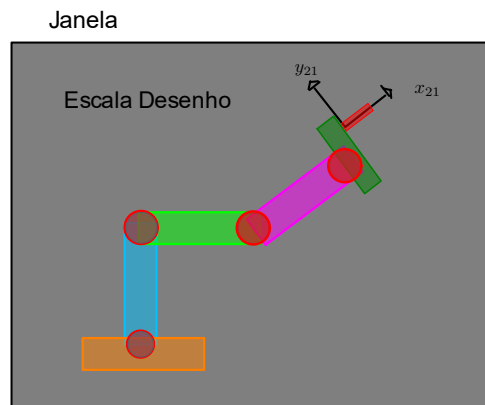 Janela
Escala Desenho
y₂₁
x₂₁